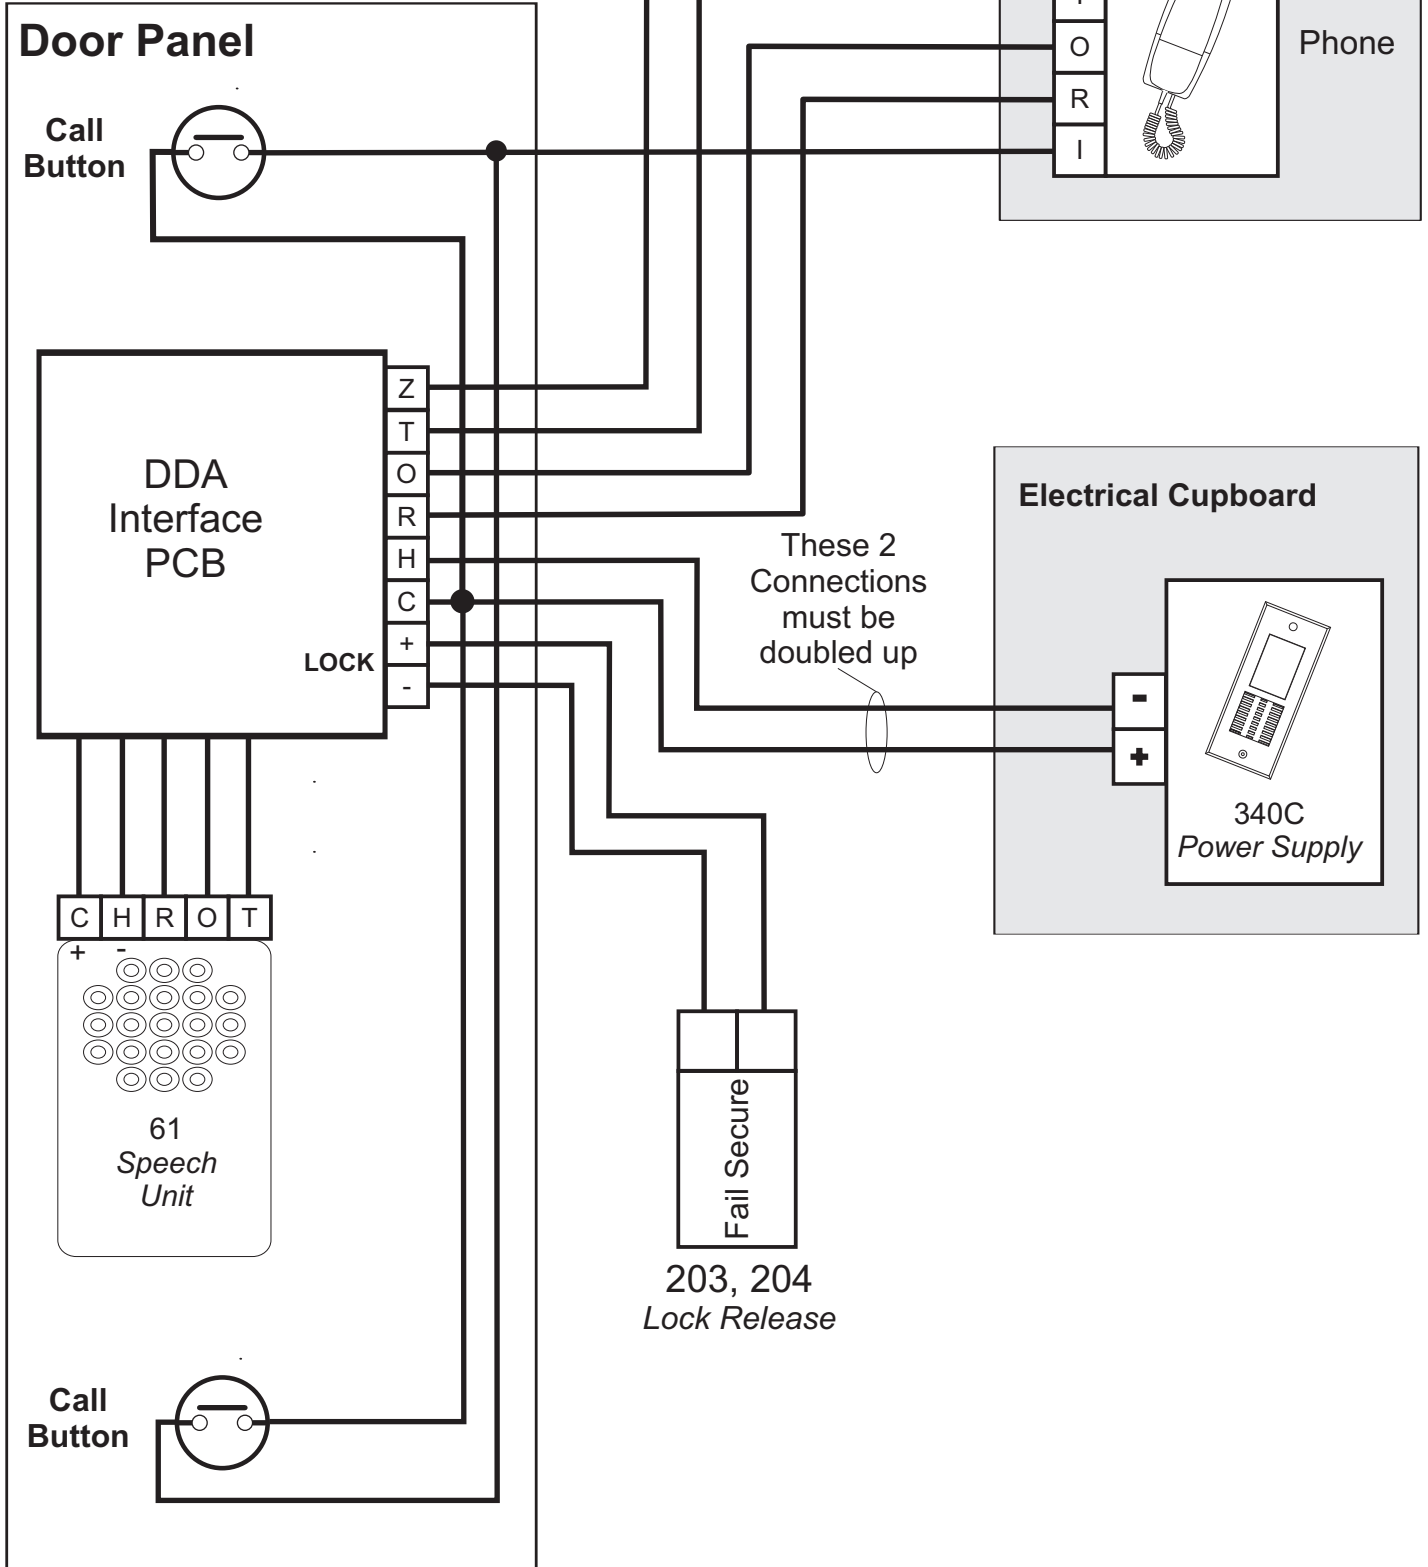 Door Panel
Call
Button
O
R
I
Phone
DDA
Interface
PCB
LOCK
Z
T
O
R
H
C
+
-
These 2
Connections
must be
doubled up
Electrical Cupboard
-
+
340C
Power Supply
C H R O T
+ -
61
Speech
Unit
Fail Secure
203, 204
Lock Release
Call
Button